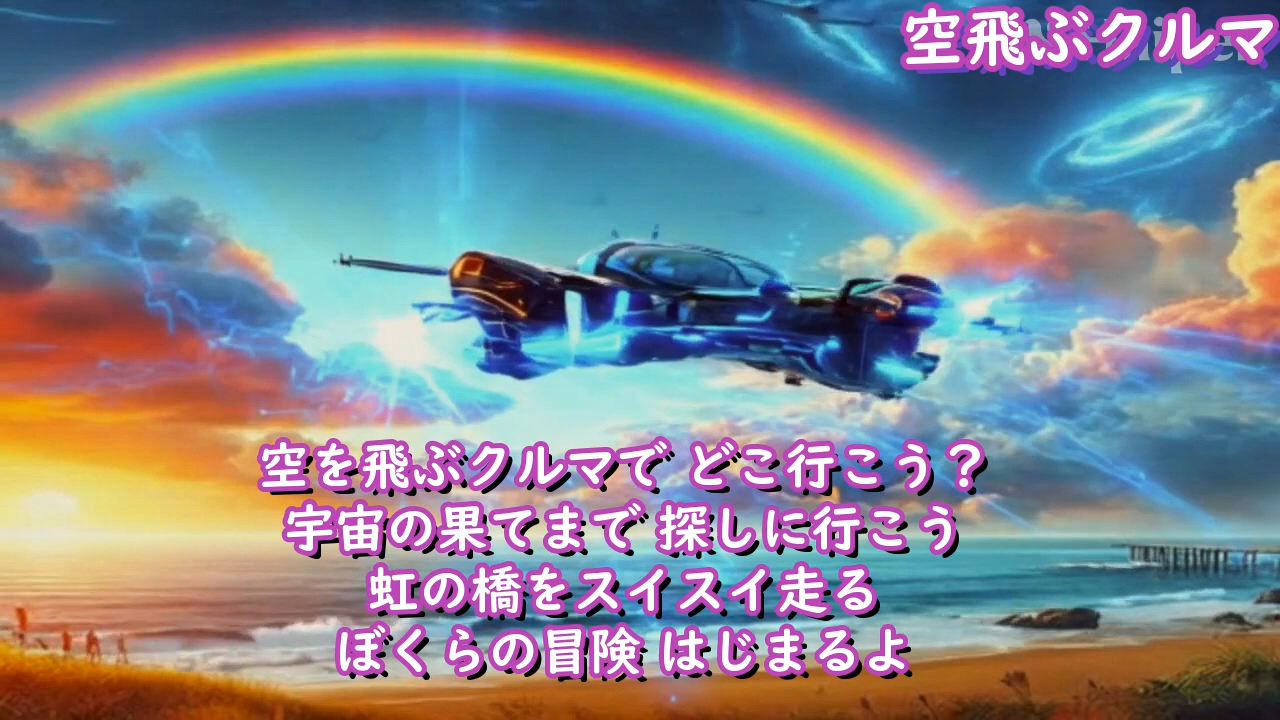 空飛ぶクルマ
空を飛ぶクルマで どこ行こう？
宇宙の果てまで 探しに行こう
虹の橋をスイスイ走る
ぼくらの冒険 はじまるよ